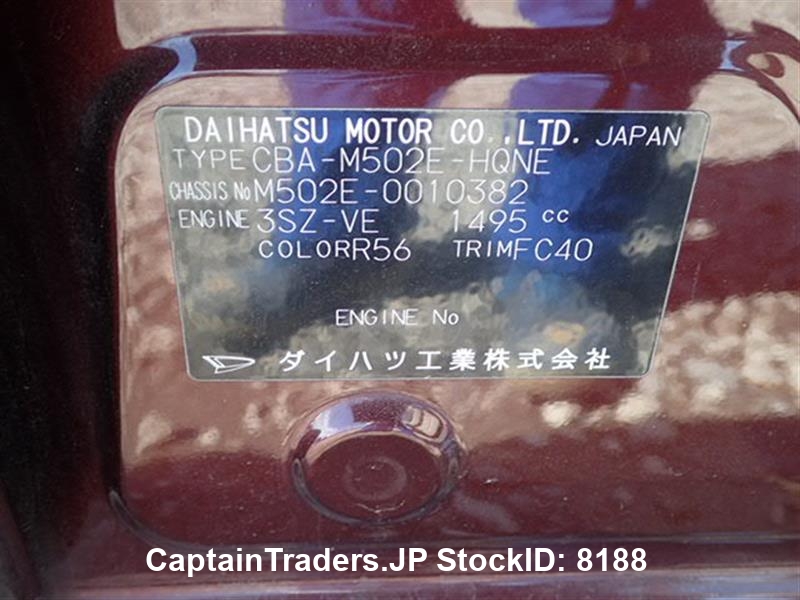 DAIHATSU MOTOR CO.,LTD. JAPAN
TYPE CBA-M502E-HQNE
CHASSIS No M502E-0010382
ENGINE 3SZ-VE 1495 CC
COLOR R56 TRIM FC40
ENGINE No
ダイハツ工業株式会社
CaptainTraders.JP StockID: 8188